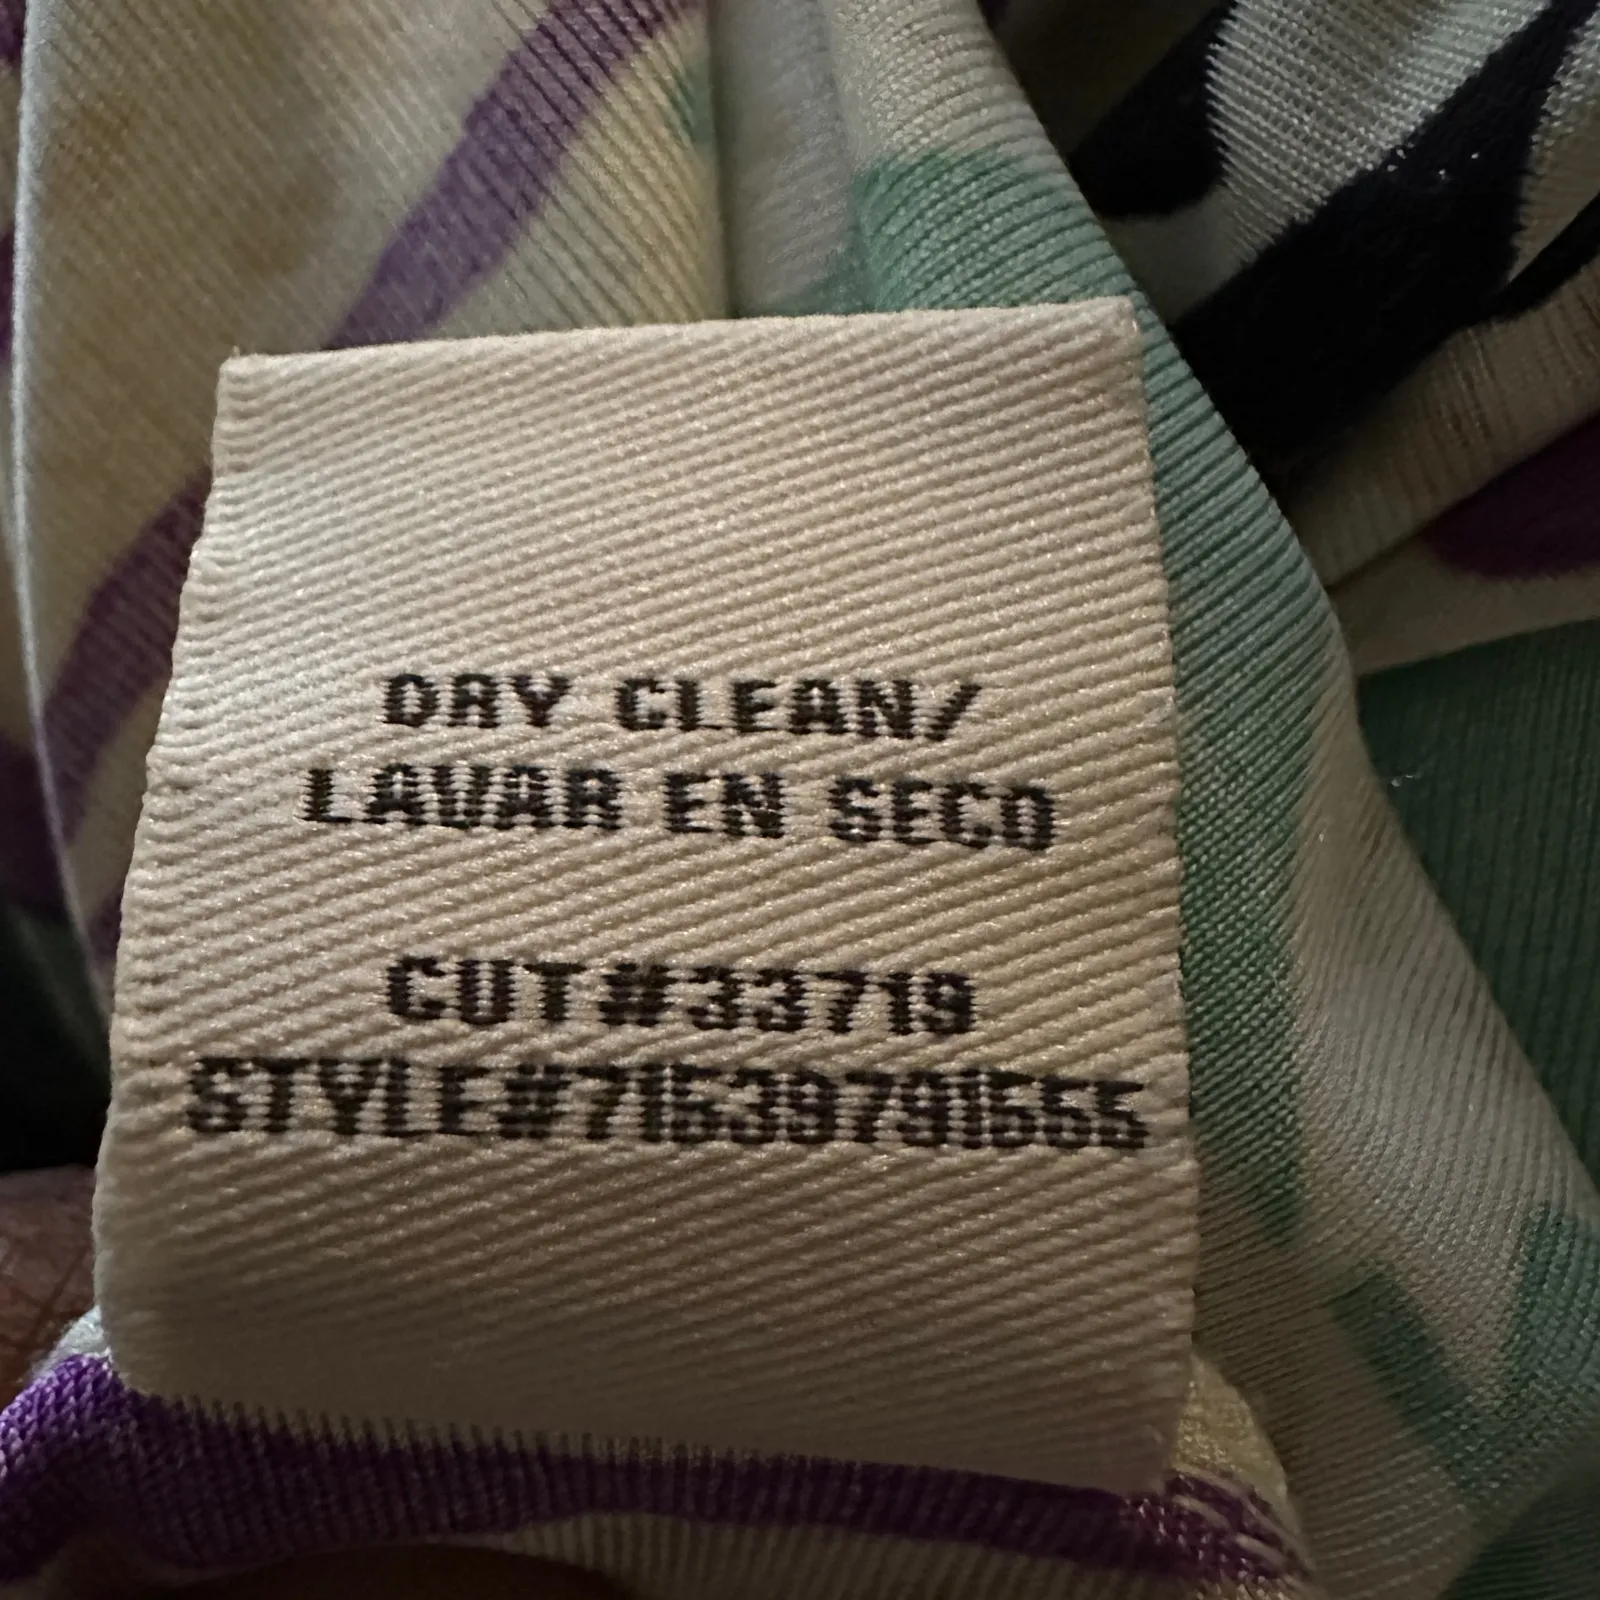 DRY CLEAN/
LAVAR EN SECO
CUT#33719
STYLE#71539791555